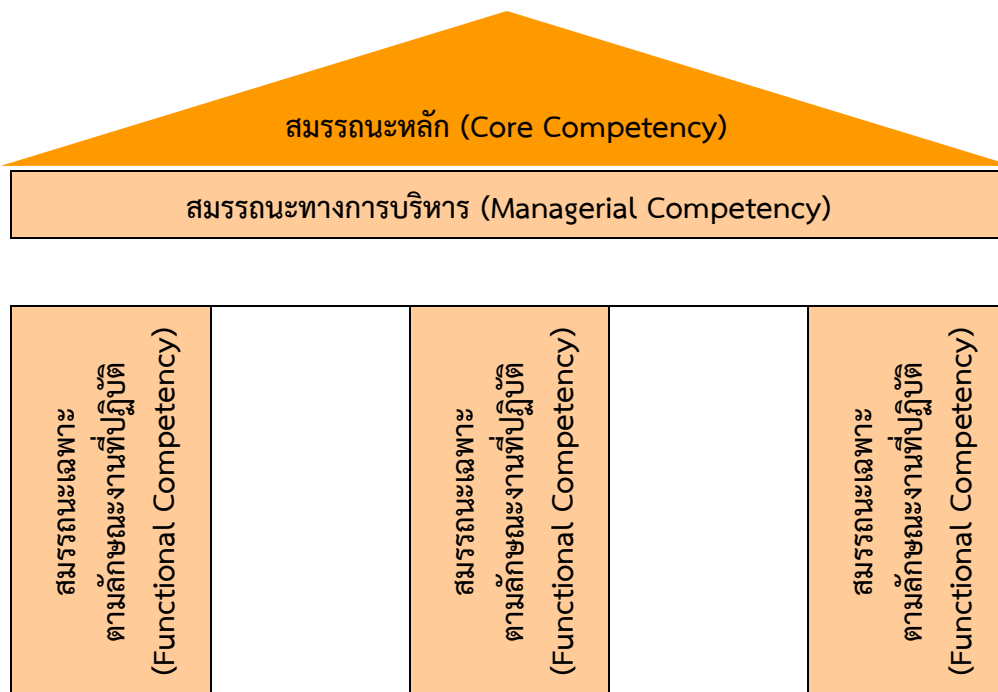 สมรรถนะหลัก (Core Competency)
สมรรถนะทางการบริหาร (Managerial Competency)
สมรรถนะเฉพาะ
ตามลักษณะงานที่ปฏิบัติ
(Functional Competency)
สมรรถนะเฉพาะ
ตามลักษณะงานที่ปฏิบัติ
(Functional Competency)
สมรรถนะเฉพาะ
ตามลักษณะงานที่ปฏิบัติ
(Functional Competency)